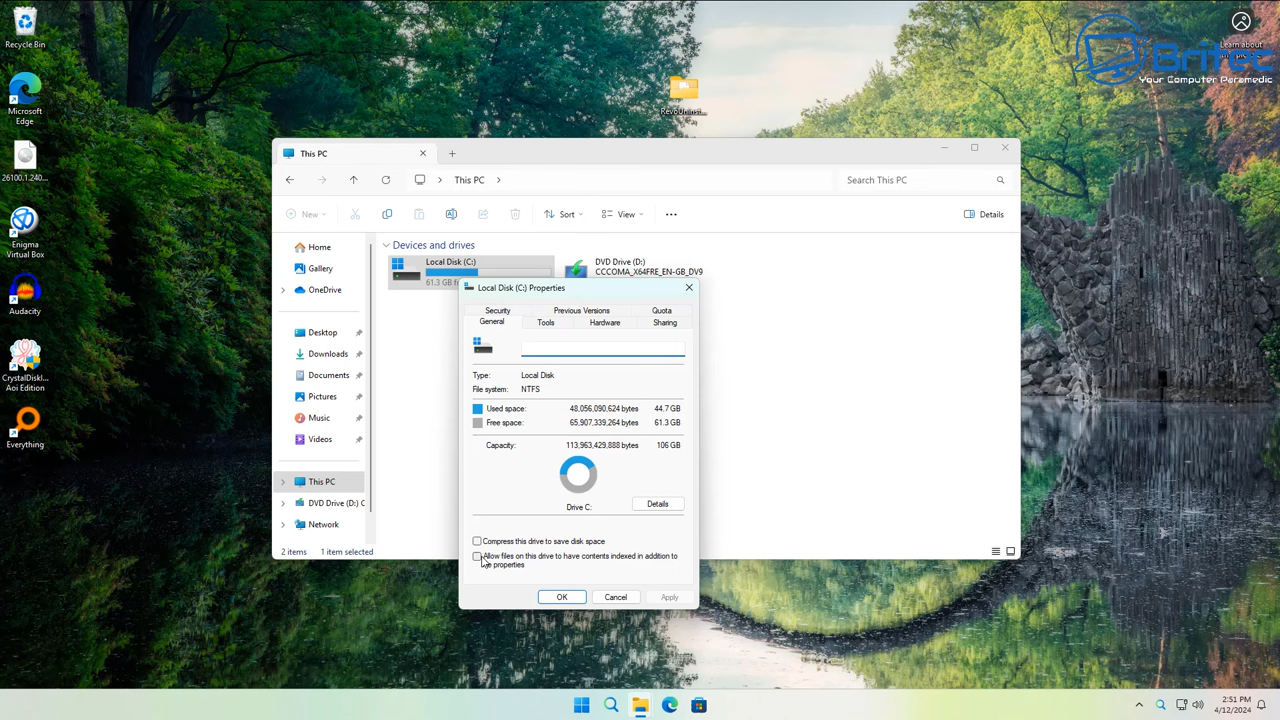 Recycle Bin
Learn about
Britec
Your Computer Paramedic
Microsoft
Edge
RevoUninst...
26100.1.240...
Enigma
Virtual Box
Audacity
CrystalDiskI...
Aoi Edition
Everything
This PC
This PC
Search This PC
New
Sort
View
Details
Home
Gallery
OneDrive
Desktop
Downloads
Documents
Pictures
Music
Videos
This PC
DVD Drive (D:) C
Network
2 items
1 item selected
Devices and drives
Local Disk (C:)
61.3 GB fr
DVD Drive (D:)
CCCOMA_X64FRE_EN-GB_DV9
Local Disk (C:) Properties
Security
Previous Versions
Quota
General
Tools
Hardware
Sharing
Type:
Local Disk
File system:
NTFS
Used space:
48,056,090,624 bytes
44.7 GB
Free space:
65,907,339,264 bytes
61.3 GB
Capacity:
113,963,429,888 bytes
106 GB
Drive C:
Details
Compress this drive to save disk space
Allow files on this drive to have contents indexed in addition to
properties
OK
Cancel
Apply
2:51 PM
4/12/2024